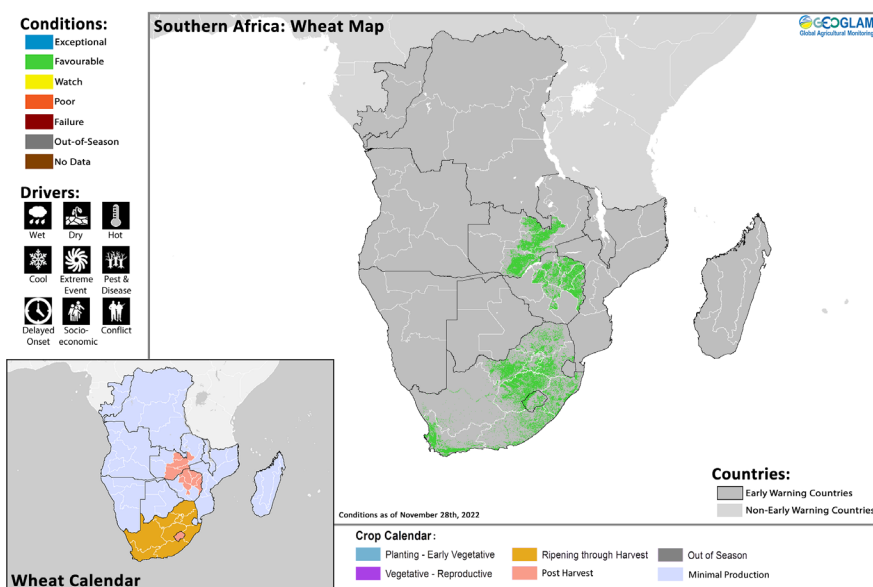 Conditions:
Exceptional
Favourable
Watch
Poor
Failure
Out-of-Season
No Data
Drivers:
Wet
Dry
Hot
Cool
Extreme
Event
Pest &
Disease
Delayed
Onset
Socio-
economic
Conflict
Southern Africa: Wheat Map
GEOGLAM
Global Agricultural Monitoring
Countries:
Early Warning Countries
Non-Early Warning Countries
Conditions as of November 28th, 2022
Wheat Calendar
Crop Calendar:
Planting - Early Vegetative
Vegetative - Reproductive
Ripening through Harvest
Post Harvest
Out of Season
Minimal Production